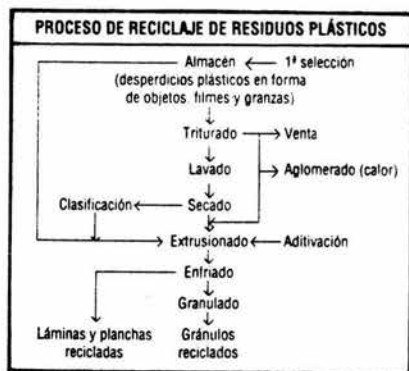 PROCESO DE RECICLAJE DE RESIDUOS PLÁSTICOS
Almacén 1ª selección
(desperdicios plásticos en forma
de objetos, filmes y granzas)
Triturado Venta
Lavado Aglomerado (calor)
Clasificación Secado
Extrusionado Aditivación
Enfriado
Granulado
Láminas y planchas Gránulos
recicladas reciclados